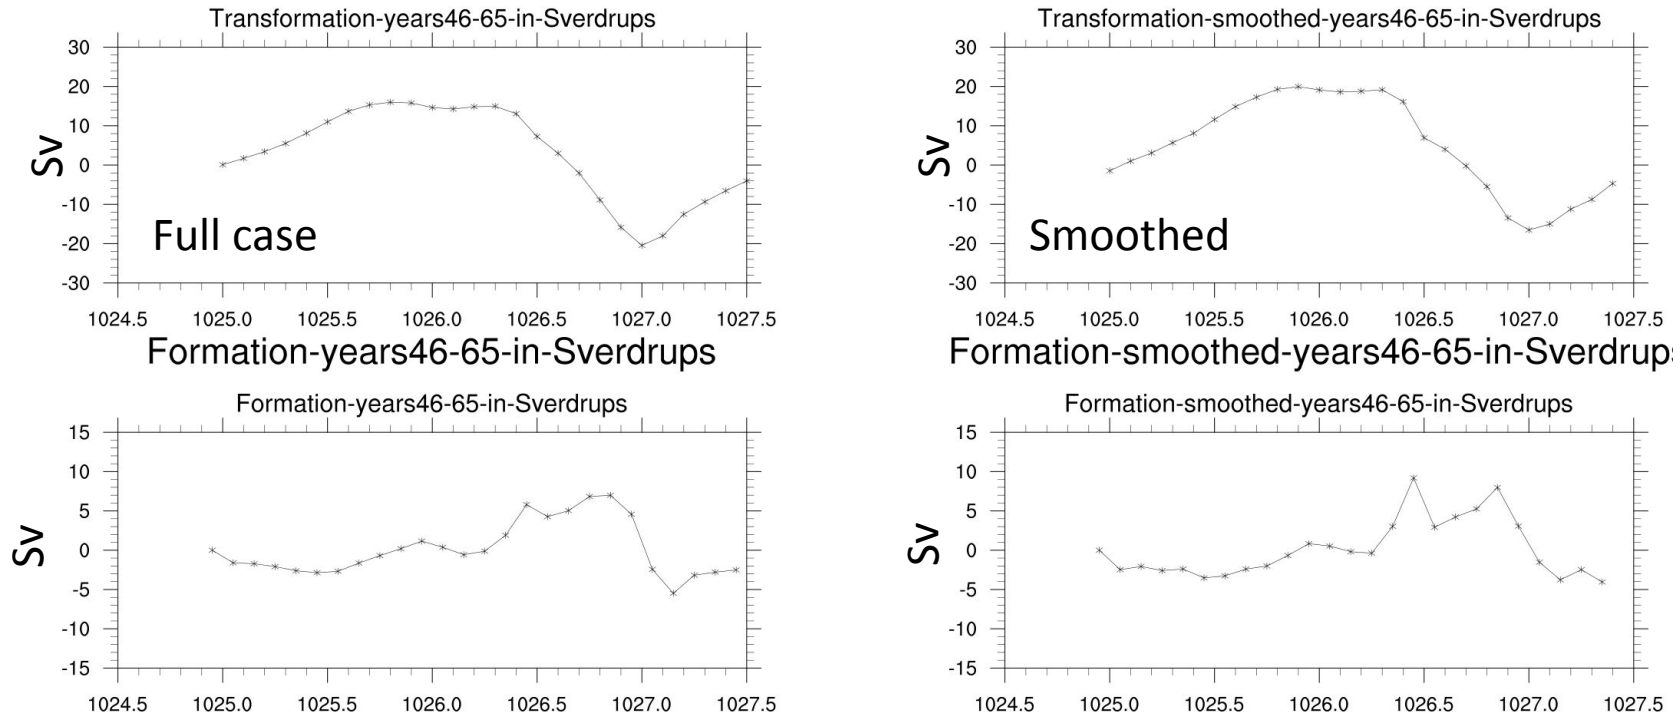 Transformation-years46-65-in-Sverdrups
30
20
10
0
-10
-20
-30
Sv
Full case
1024.5 1025.0 1025.5 1026.0 1026.5 1027.0 1027.5
Formation-years46-65-in-Sverdrups
Formation-years46-65-in-Sverdrups
15
10
5
0
-5
-10
-15
Sv
1024.5 1025.0 1025.5 1026.0 1026.5 1027.0 1027.5
Transformation-smoothed-years46-65-in-Sverdrups
30
20
10
0
-10
-20
-30
Sv
Smoothed
1024.5 1025.0 1025.5 1026.0 1026.5 1027.0 1027.5
Formation-smoothed-years46-65-in-Sverdrups
Formation-smoothed-years46-65-in-Sverdrups
15
10
5
0
-5
-10
-15
Sv
1024.5 1025.0 1025.5 1026.0 1026.5 1027.0 1027.5